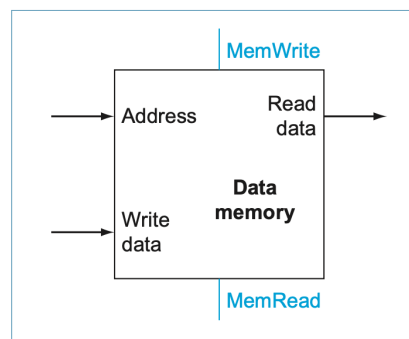 MemWrite
Address
Read
data
Data
memory
Write
data
MemRead